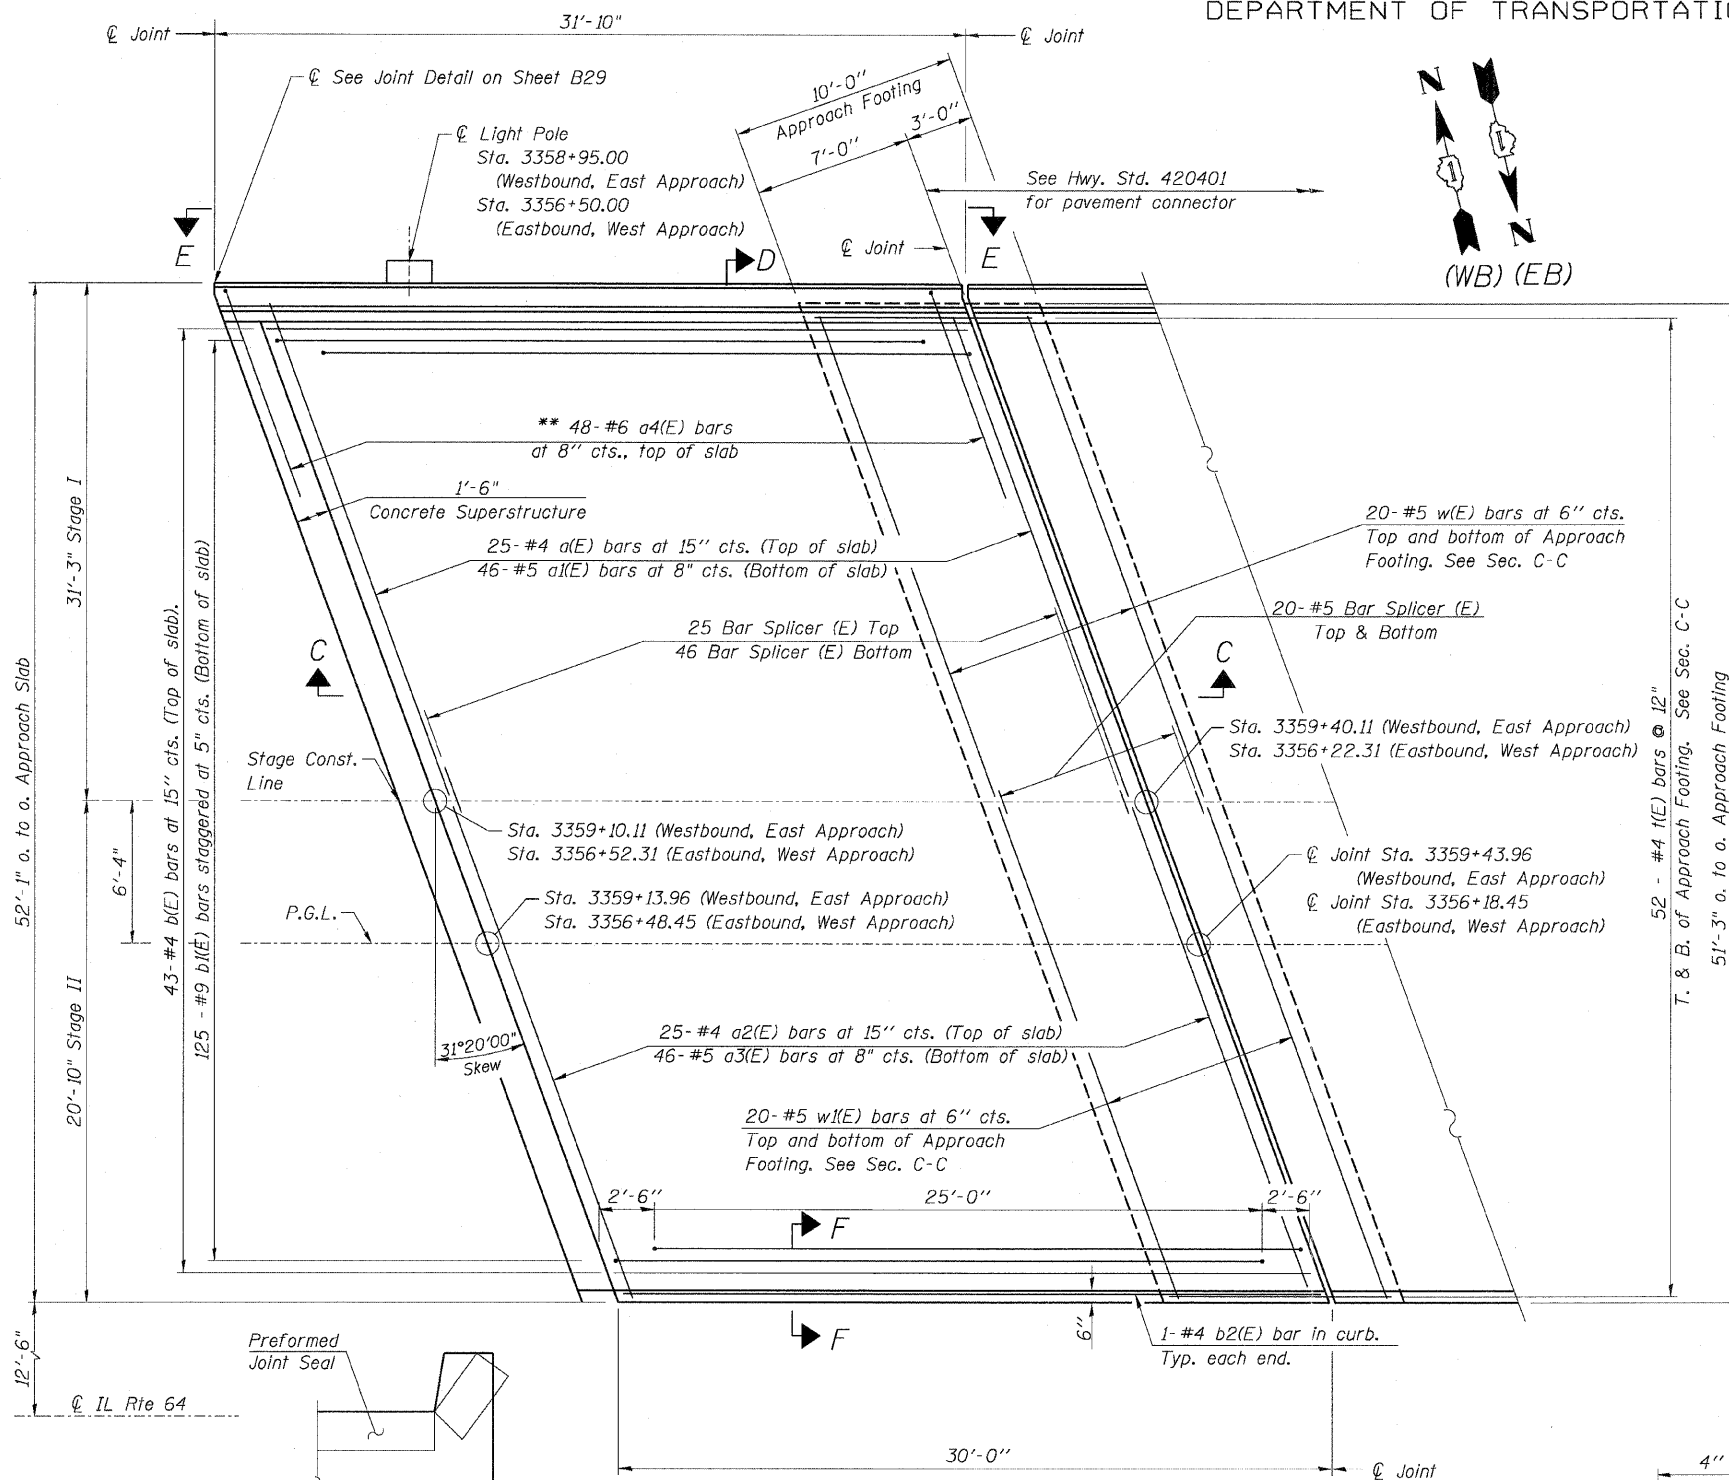 DEPARTMENT OF TRANSPORTATI
31'-10"
℄ Joint
℄ Joint
℄ See Joint Detail on Sheet B29
10'-0"
Approach Footing
3'-0"
7'-0"
℄ Light Pole
Sta. 3358+95.00
(Westbound, East Approach)
Sta. 3356+50.00
(Eastbound, West Approach)
See Hwy. Std. 420401
for pavement connector
N
N
(WB) (EB)
E
D
℄ Joint
E
** 48-#6 a4(E) bars
at 8" cts., top of slab
1'-6"
Concrete Superstructure
25-#4 a(E) bars at 15" cts. (Top of slab)
46-#5 a1(E) bars at 8" cts. (Bottom of slab)
20-#5 w(E) bars at 6" cts.
Top and bottom of Approach
Footing. See Sec. C-C
25 Bar Splicer (E) Top
46 Bar Splicer (E) Bottom
20-#5 Bar Splicer (E)
Top & Bottom
C
C
52'-1" o. to o. Approach Slab
31'-3" Stage I
20'-10" Stage II
43-#4 b(E) bars at 15" cts. (Top of slab).
125 - #9 b1(E) bars staggered at 5" cts. (Bottom of slab)
6'-4"
Stage Const.
Line
Sta. 3359+10.11 (Westbound, East Approach)
Sta. 3356+52.31 (Eastbound, West Approach)
Sta. 3359+40.11 (Westbound, East Approach)
Sta. 3356+22.31 (Eastbound, West Approach)
P.G.L.
Sta. 3359+13.96 (Westbound, East Approach)
Sta. 3356+48.45 (Eastbound, West Approach)
℄ Joint Sta. 3359+43.96
(Westbound, East Approach)
℄ Joint Sta. 3356+18.45
(Eastbound, West Approach)
52 - #4 t(E) bars @ 12"
T. & B. of Approach Footing. See Sec. C-C
51'-3" o. to o. Approach Footing
31°20'00"
Skew
25-#4 a2(E) bars at 15" cts. (Top of slab)
46-#5 a3(E) bars at 8" cts. (Bottom of slab)
20-#5 w1(E) bars at 6" cts.
Top and bottom of Approach
Footing. See Sec. C-C
2'-6"
25'-0"
2'-6"
F
F
6"
1-#4 b2(E) bar in curb.
Typ. each end.
12'-6"
℄ IL Rte 64
Preformed
Joint Seal
30'-0"
℄ Joint
4"